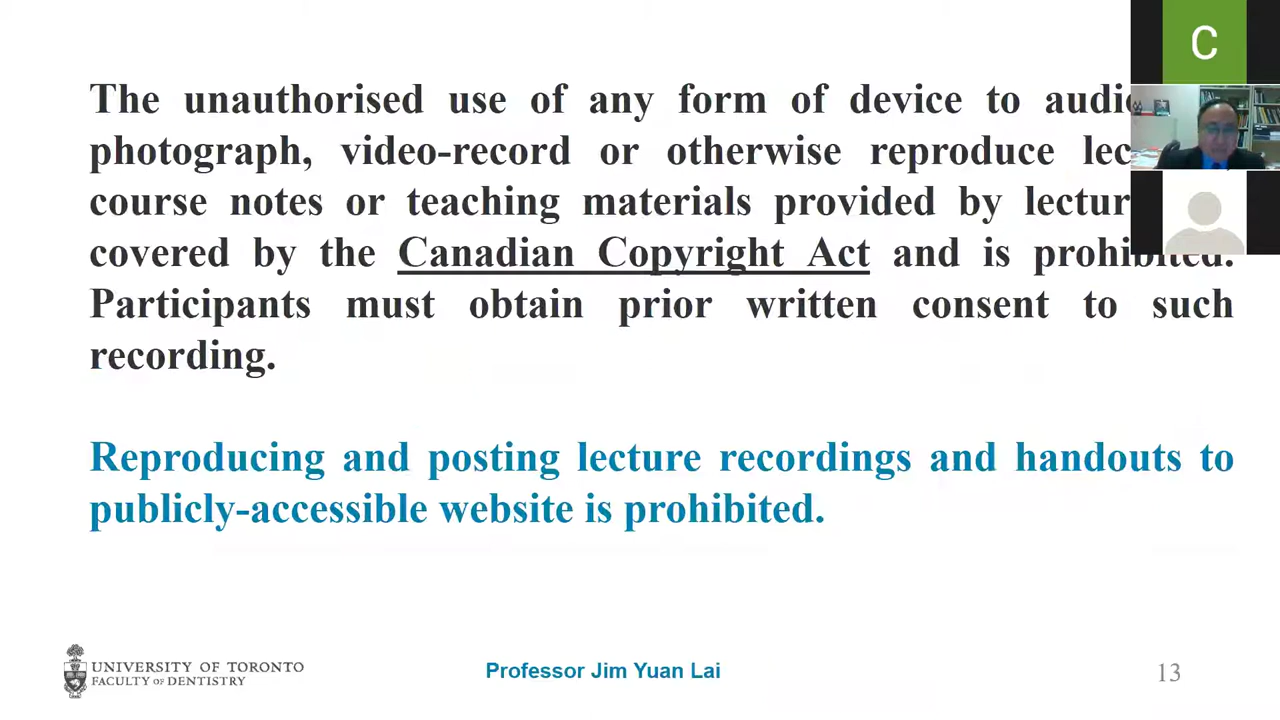 C
The unauthorised use of any form of device to audio
photograph, video-record or otherwise reproduce lec
course notes or teaching materials provided by lectur
covered by the Canadian Copyright Act and is prohibited.
Participants must obtain prior written consent to such
recording.
Reproducing and posting lecture recordings and handouts to
publicly-accessible website is prohibited.
UNIVERSITY OF TORONTO
FACULTY OF DENTISTRY
Professor Jim Yuan Lai
13